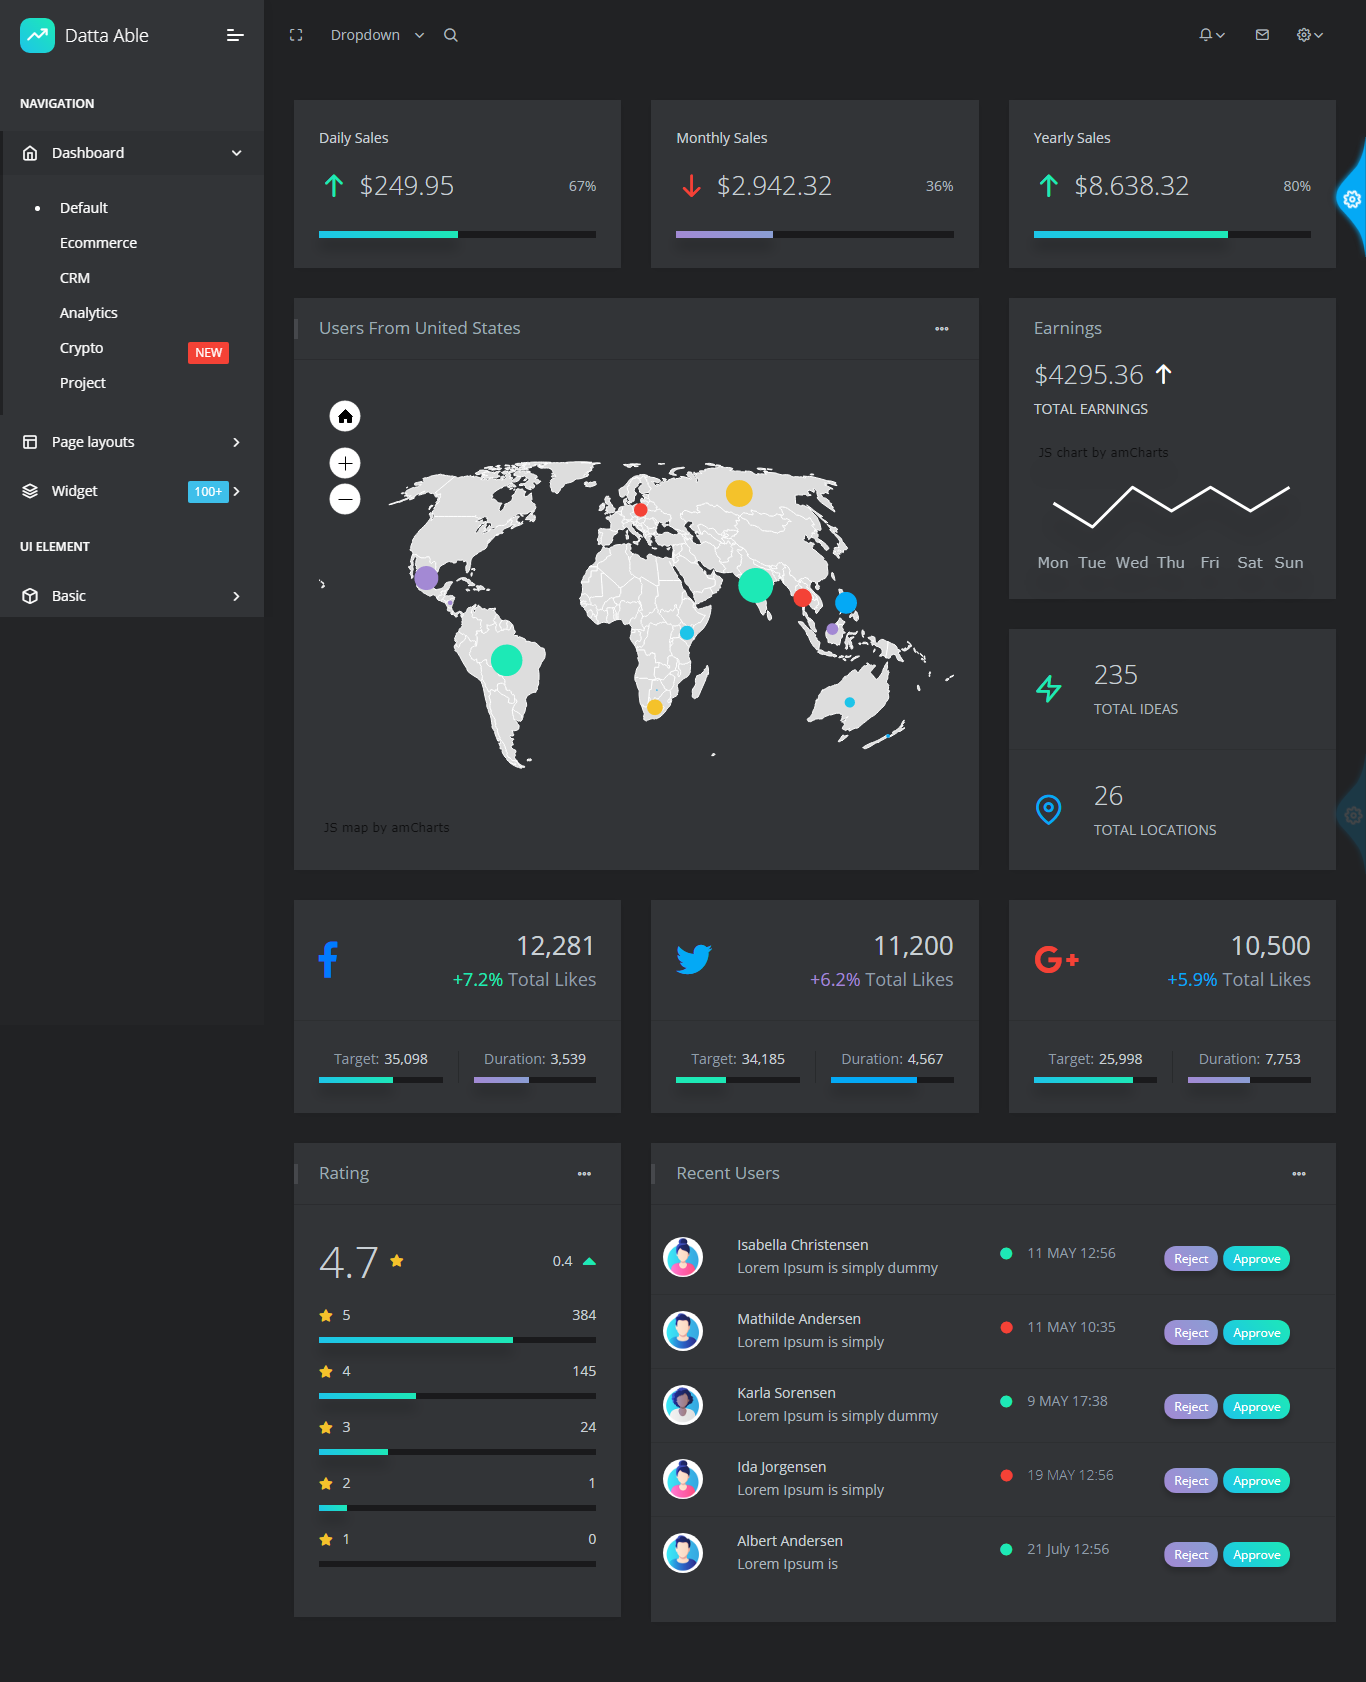 Datta Able
Dropdown
NAVIGATION
Dashboard
Default
Ecommerce
CRM
Analytics
Crypto NEW
Project
Page layouts
Widget 100+
UI ELEMENT
Basic
Daily Sales
$249.95 67%
Monthly Sales
$2.942.32 36%
Yearly Sales
$8.638.32 80%
Users From United States
JS map by amCharts
Earnings
$4295.36
TOTAL EARNINGS
JS chart by amCharts
Mon Tue Wed Thu Fri Sat Sun
235
TOTAL IDEAS
26
TOTAL LOCATIONS
12,281
+7.2% Total Likes
Target: 35,098 Duration: 3,539
11,200
+6.2% Total Likes
Target: 34,185 Duration: 4,567
G+
10,500
+5.9% Total Likes
Target: 25,998 Duration: 7,753
Rating
4.7 0.4
5 384
4 145
3 24
2 1
1 0
Recent Users
Isabella Christensen
Lorem Ipsum is simply dummy
11 MAY 12:56 Reject Approve
Mathilde Andersen
Lorem Ipsum is simply
11 MAY 10:35 Reject Approve
Karla Sorensen
Lorem Ipsum is simply dummy
9 MAY 17:38 Reject Approve
Ida Jorgensen
Lorem Ipsum is simply
19 MAY 12:56 Reject Approve
Albert Andersen
Lorem Ipsum is
21 July 12:56 Reject Approve